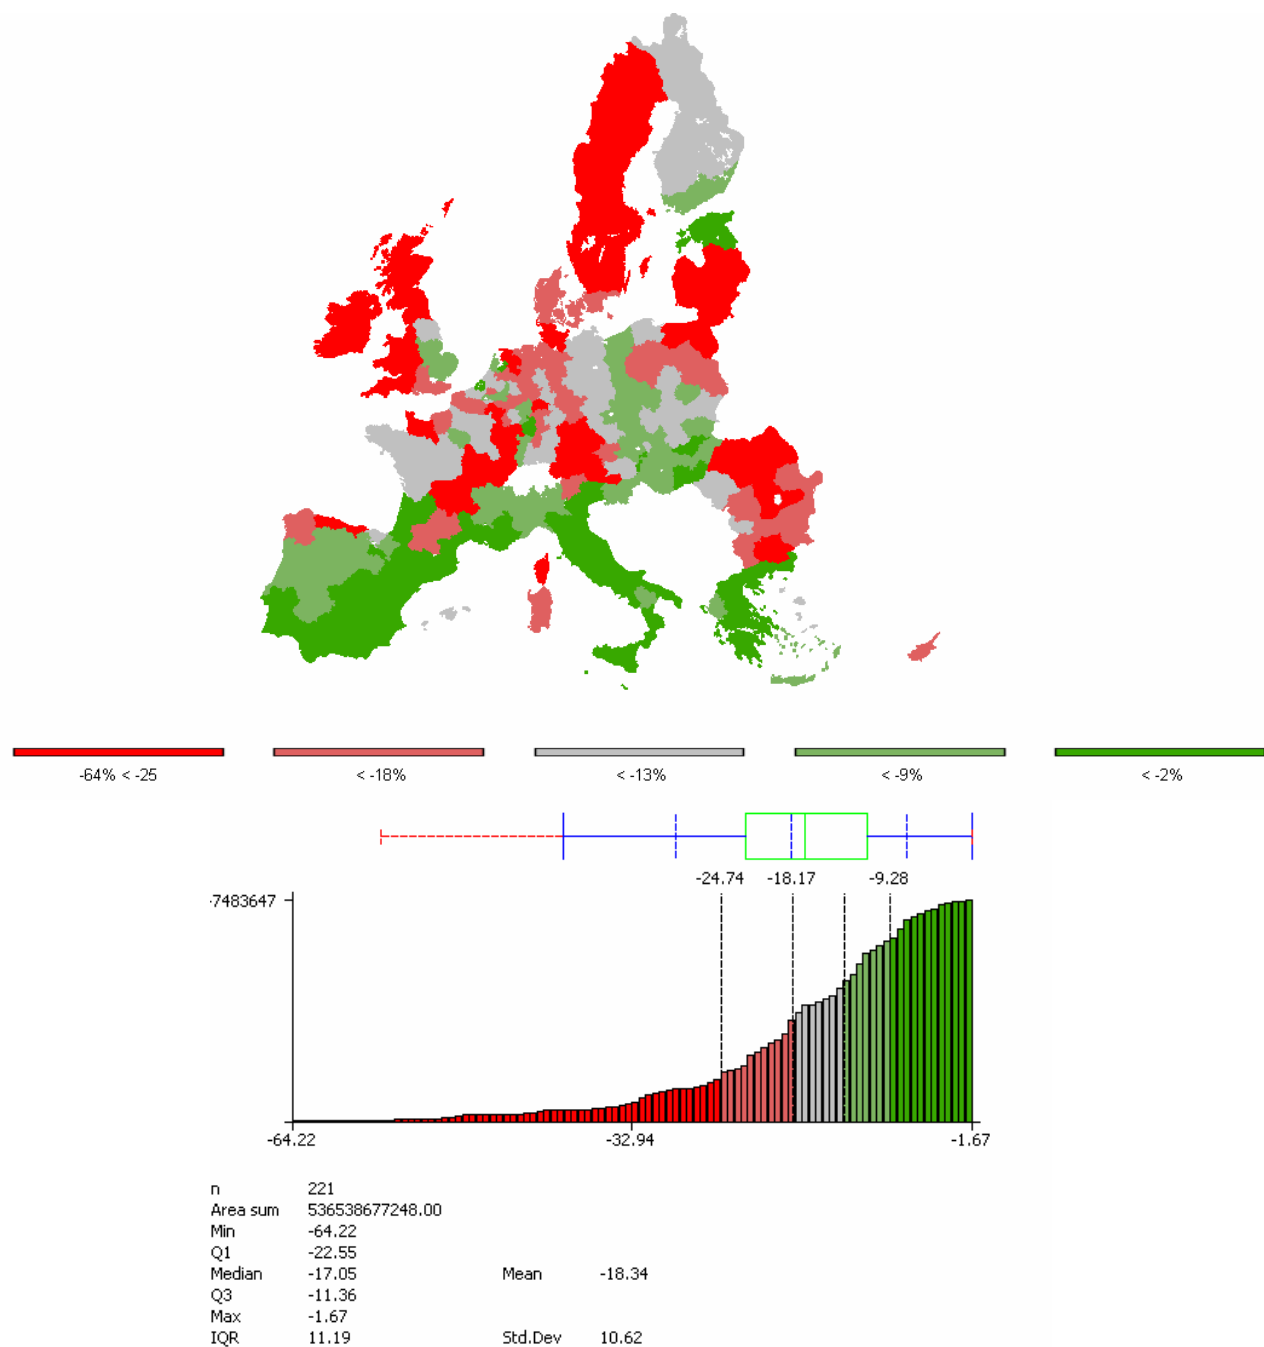 -64% < -25 < -18% < -13% < -9% < -2%
-24.74 -18.17 -9.28
-7483647
-64.22 -32.94 -1.67
n 221
Area sum 536538677248.00
Min -64.22
Q1 -22.55
Median -17.05 Mean -18.34
Q3 -11.36
Max -1.67
IQR 11.19 Std.Dev 10.62